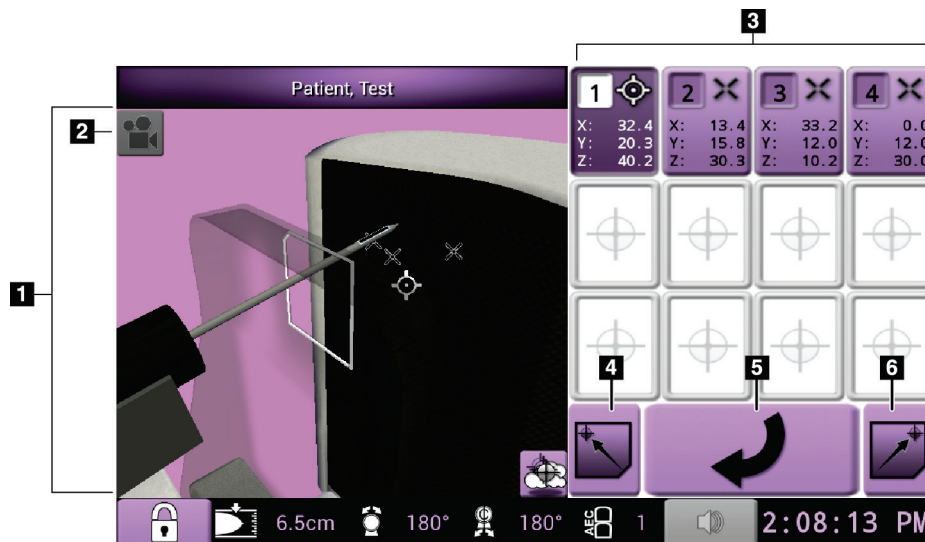 3
Patient, Test
1 2 3 4
X: 32.4 X: 13.4 X: 33.2 X: 0.0
Y: 20.3 Y: 15.8 Y: 12.0 Y: 12.0
Z: 40.2 Z: 30.3 Z: 10.2 Z: 30.0
2
1
4 5 6
6.5cm 180° 180° AEC 1 2:08:13 PM